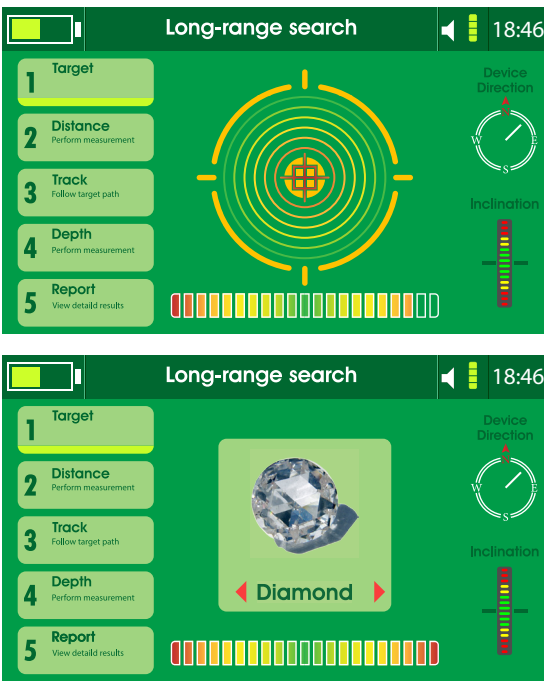 Long-range search
18:46
1
Target
2
Distance
Perform measurement
3
Track
Follow target path
4
Depth
Perform measurement
5
Report
View detaild results
Device
Direction
N
W
E
S
Inclination
Long-range search
18:46
1
Target
2
Distance
Perform measurement
3
Track
Follow target path
4
Depth
Perform measurement
5
Report
View detaild results
Diamond
Device
Direction
N
W
E
S
Inclination